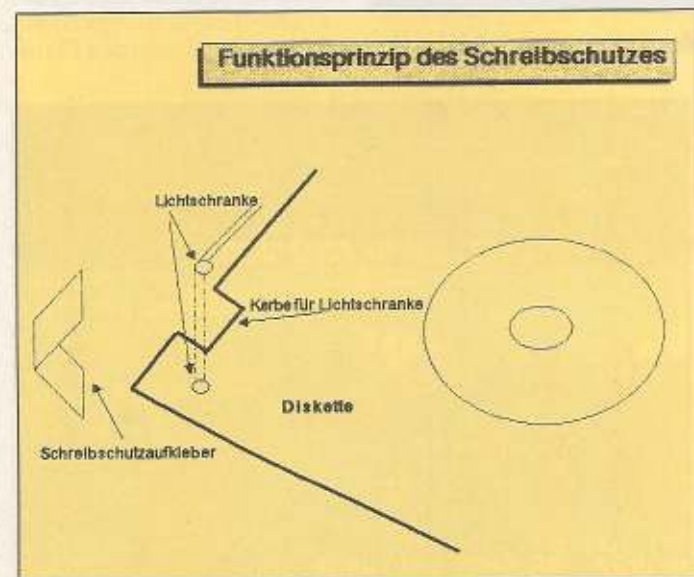 Funktionsprinzip des Schreibschutzes
Lichtschranke
Kerbe für Lichtschranke
Diskette
Schreibschutzaufkleber